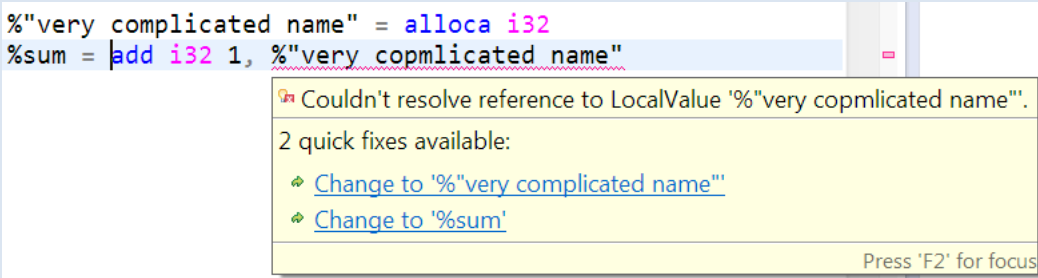 %"very complicated name" = alloca i32
%sum = add i32 1, %"very copmlicated name"
Couldn't resolve reference to LocalValue '%"very copmlicated name"'.
2 quick fixes available:
Change to '%"very complicated name"'
Change to '%sum'
Press 'F2' for focus